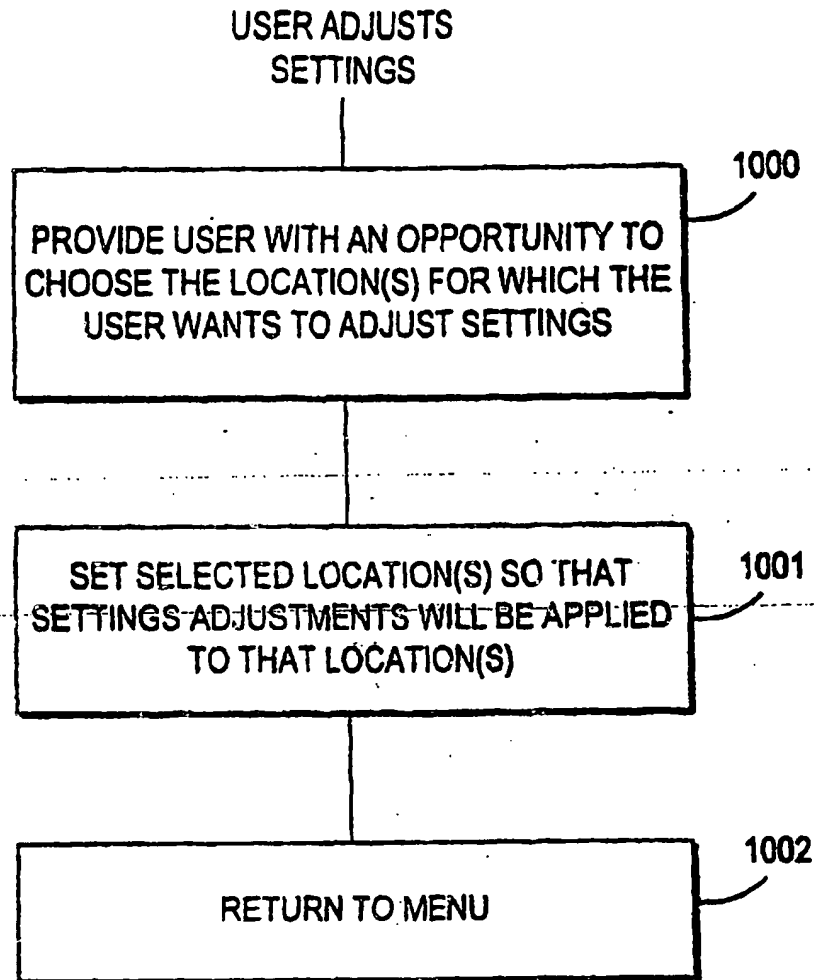 USER ADJUSTS
SETTINGS
1000
PROVIDE USER WITH AN OPPORTUNITY TO
CHOOSE THE LOCATION(S) FOR WHICH THE
USER WANTS TO ADJUST SETTINGS
1001
SET SELECTED LOCATION(S) SO THAT
SETTINGS ADJUSTMENTS WILL BE APPLIED
TO THAT LOCATION(S)
1002
RETURN TO MENU